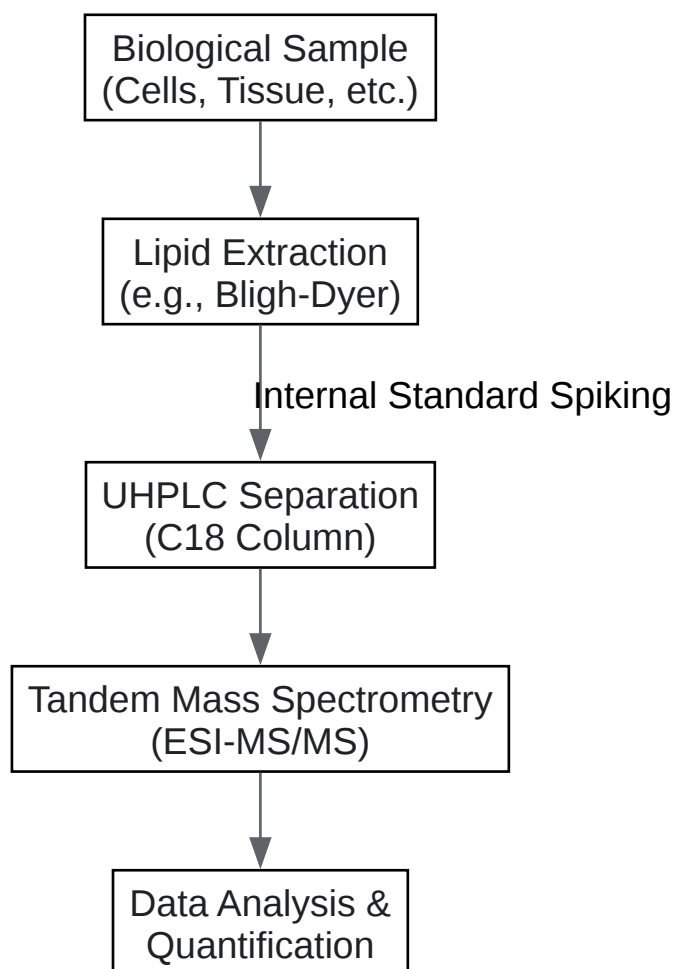 Biological Sample
(Cells, Tissue, etc.)
Lipid Extraction
(e.g., Bligh-Dyer)
Internal Standard Spiking
UHPLC Separation
(C18 Column)
Tandem Mass Spectrometry
(ESI-MS/MS)
Data Analysis &
Quantification